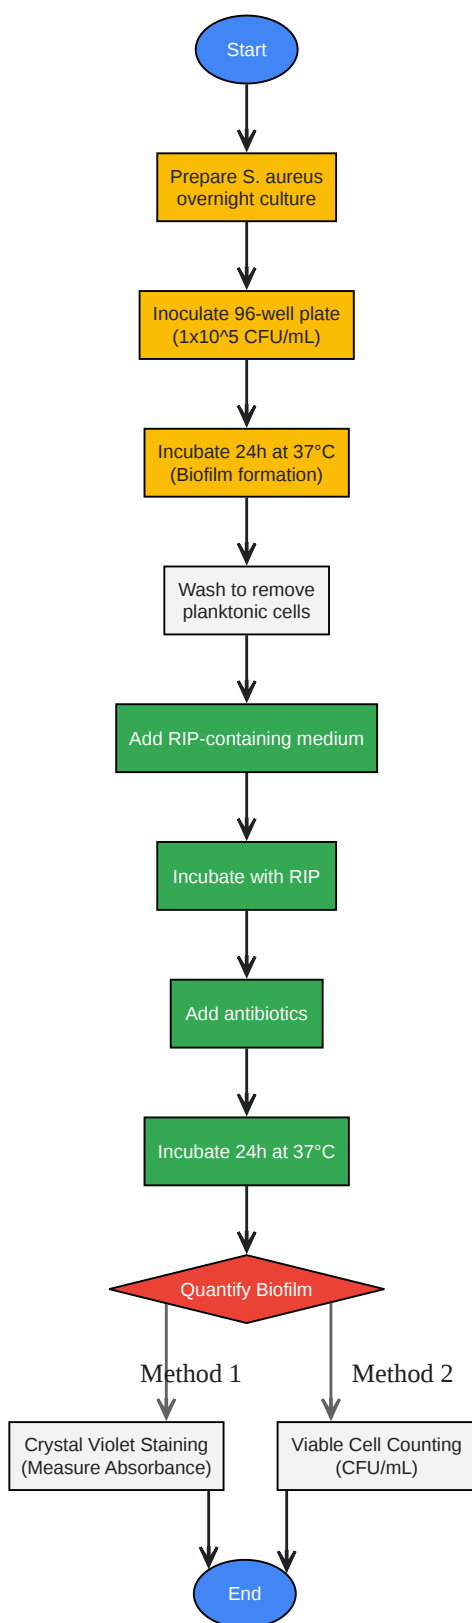 Start
Prepare S. aureus
overnight culture
Inoculate 96-well plate
(1x10^5 CFU/mL)
Incubate 24h at 37°C
(Biofilm formation)
Wash to remove
planktonic cells
Add RIP-containing medium
Incubate with RIP
Add antibiotics
Incubate 24h at 37°C
Quantify Biofilm
Method 1
Method 2
Crystal Violet Staining
(Measure Absorbance)
Viable Cell Counting
(CFU/mL)
End